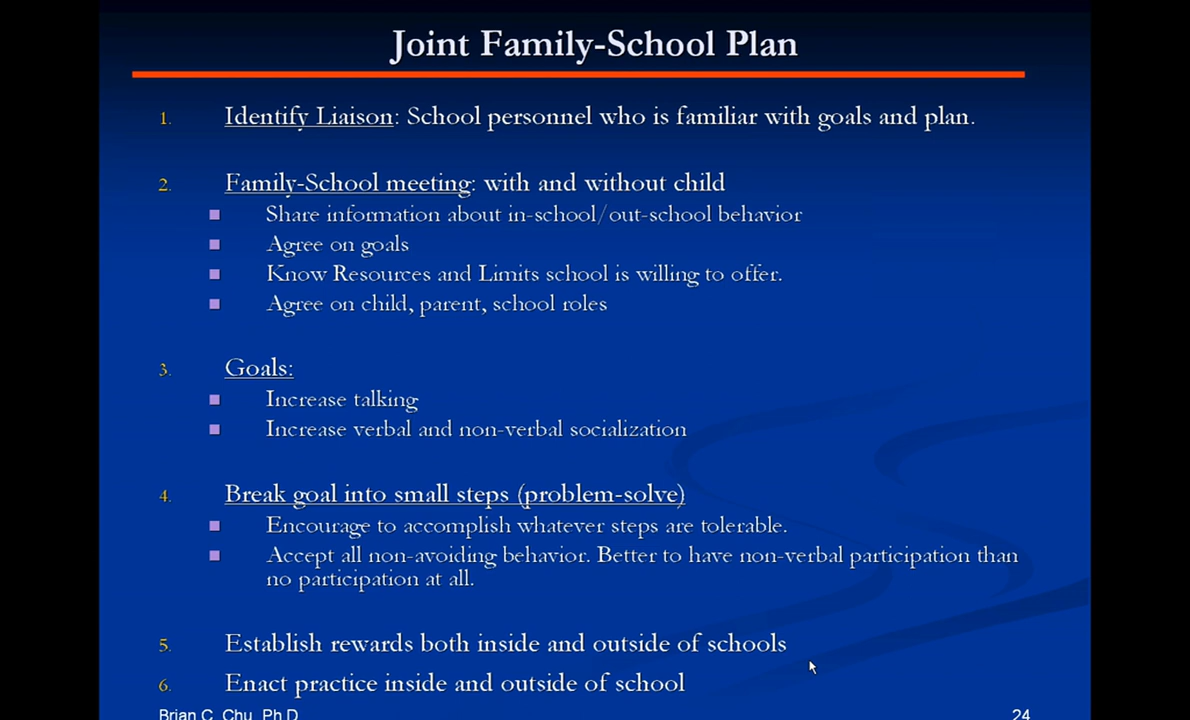 Joint Family-School Plan
1. Identify Liaison: School personnel who is familiar with goals and plan.
2. Family-School meeting: with and without child
Share information about in-school/out-school behavior
Agree on goals
Know Resources and Limits school is willing to offer.
Agree on child, parent, school roles
3. Goals:
Increase talking
Increase verbal and non-verbal socialization
4. Break goal into small steps (problem-solve)
Encourage to accomplish whatever steps are tolerable.
Accept all non-avoiding behavior. Better to have non-verbal participation than
no participation at all.
5. Establish rewards both inside and outside of schools
6. Enact practice inside and outside of school
Brian C. Chu, Ph.D. 24